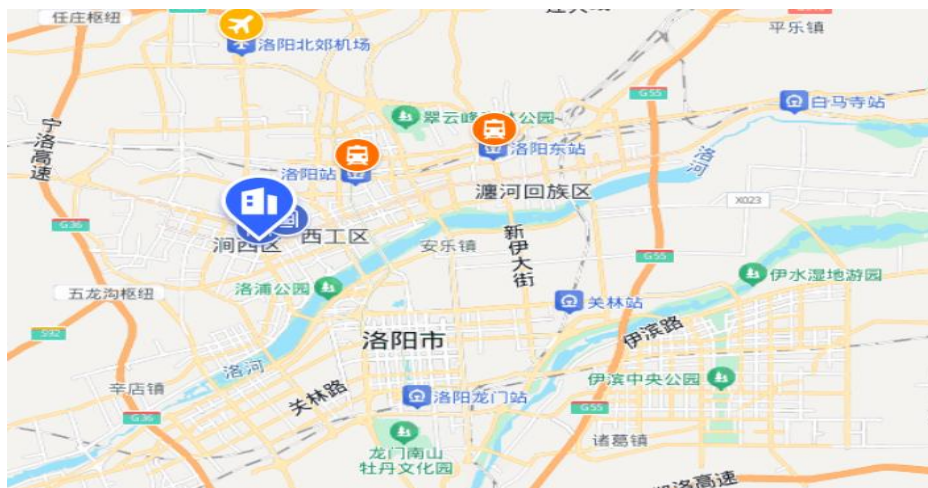 任庄枢纽
洛阳北郊机场
平乐镇
宁洛高速
G55
白马寺站
翠云峰
林公园
洛阳东站
洛阳站
洛河
瀍河回族区
X023
G36
涧西区
西工区
安乐镇
新伊大街
G55
伊水湿地游园
五龙沟枢纽
洛浦公园
关林站
S92
洛阳市
伊滨路
洛河
辛店镇
关林路
洛阳龙门站
伊滨中央公园
G36
G55
龙门南山
牡丹文化园
诸葛镇
洛高速